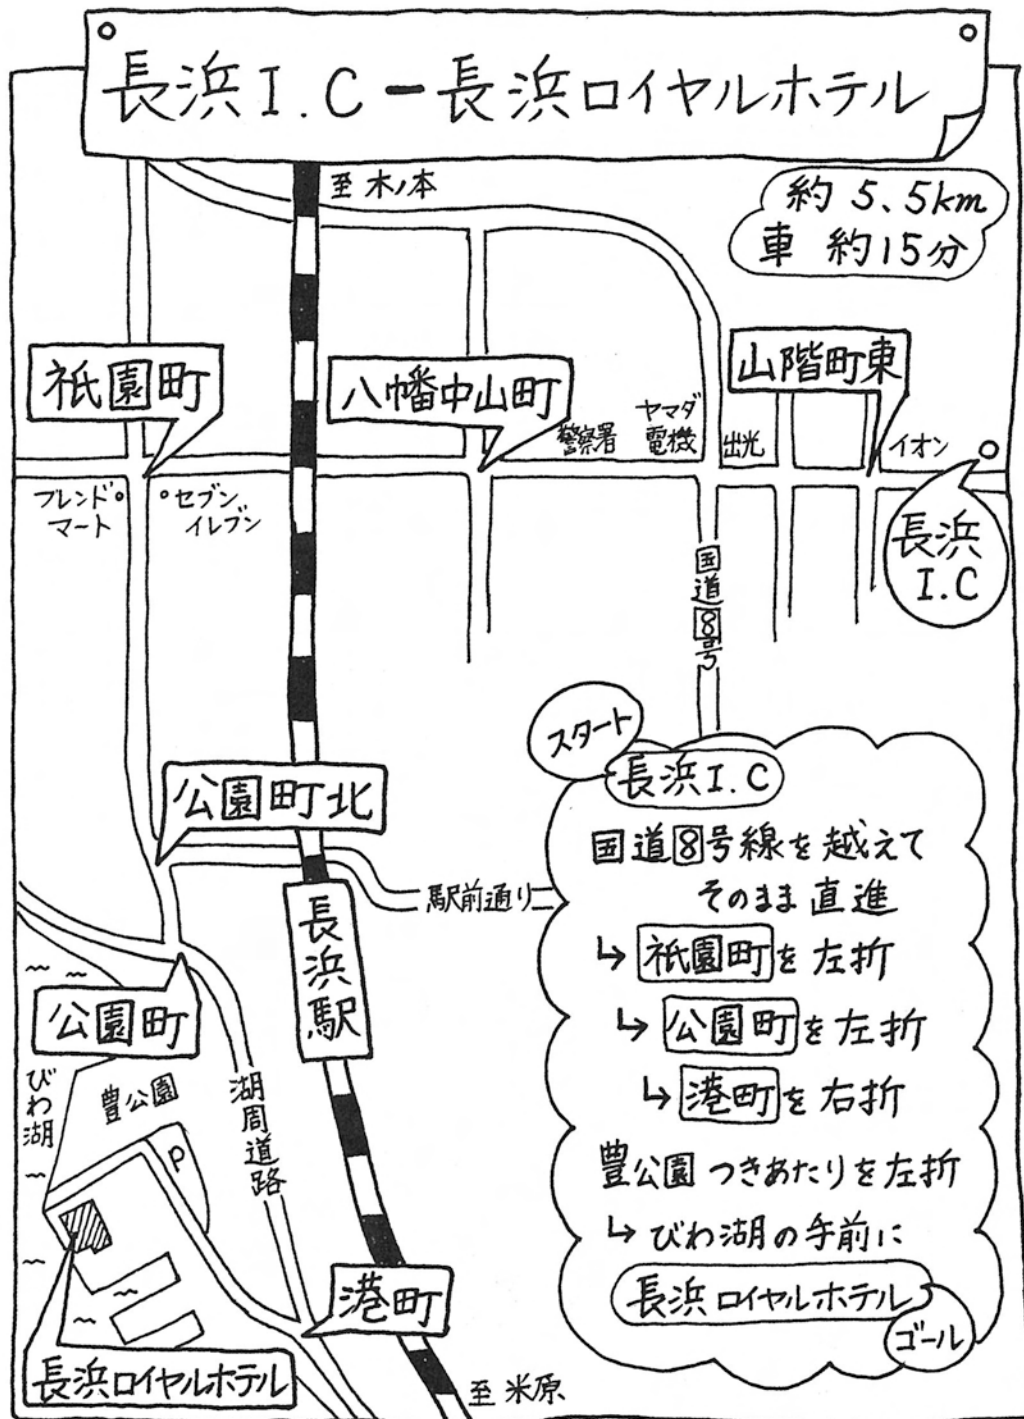 長浜I.C－長浜ロイヤルホテル
至 木ノ本
約 5.5km
車 約15分
祇園町
八幡中山町
山階町東
警察署
ヤマダ
電機
出光
イオン
フレンド
マート
セブン
イレブン
長浜
I.C
国道8号
公園町北
駅前通り
長浜駅
公園町
びわ湖
豊公園
湖周道路
P
港町
長浜ロイヤルホテル
至 米原
スタート
長浜I.C
国道8号線を越えて
そのまま直進
↳ 祇園町を左折
↳ 公園町を左折
↳ 港町を右折
豊公園つきあたりを左折
↳ びわ湖の手前に
長浜ロイヤルホテル
ゴール